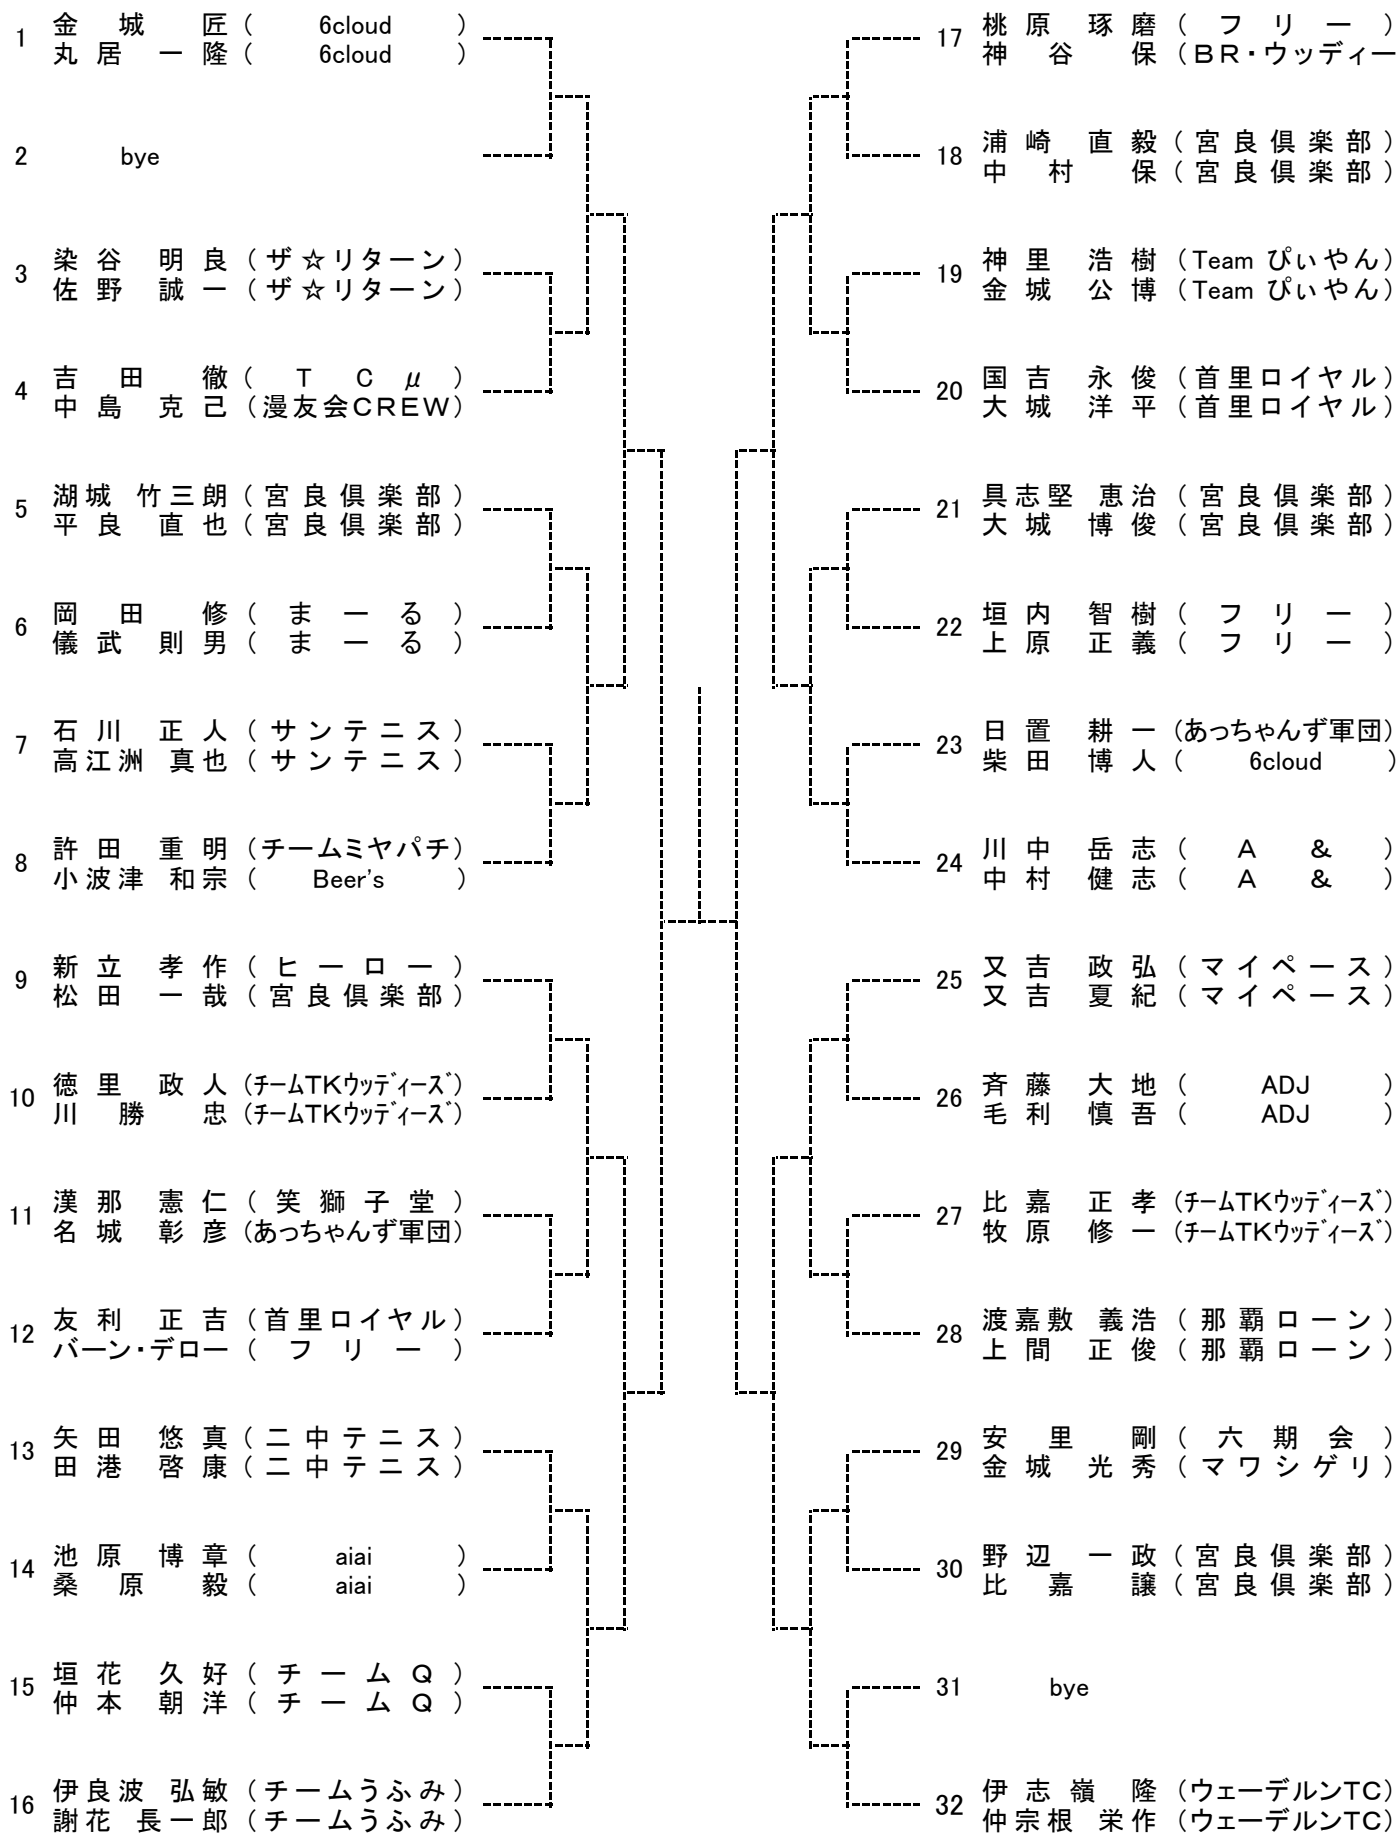 1 金城 匠 ( 6cloud )
丸居 一隆 ( 6cloud )
2 bye
3 染谷 明良 ( ザ☆リターン )
佐野 誠一 ( ザ☆リターン )
4 吉田 徹 ( T C μ )
中島 克己 (漫友会CREW)
5 湖城 竹三朗 ( 宮良倶楽部 )
平良 直也 ( 宮良倶楽部 )
6 岡田 修 ( まーる )
儀武 則男 ( まーる )
7 石川 正人 ( サンテニス )
高江洲 真也 ( サンテニス )
8 許田 重明 (チームミヤパチ)
小波津 和宗 ( Beer's )
9 新立 孝作 ( ヒーロー )
松田 一哉 ( 宮良倶楽部 )
10 徳里 政人 (ﾁｰﾑTKｳｯﾃﾞｨｰｽﾞ)
川勝 忠 (ﾁｰﾑTKｳｯﾃﾞｨｰｽﾞ)
11 漢那 憲仁 ( 笑獅子堂 )
名城 彰彦 (あっちゃんず軍団)
12 友利 正吉 ( 首里ロイヤル )
バーン・デロー ( フリー )
13 矢田 悠真 ( 二中テニス )
田港 啓康 ( 二中テニス )
14 池原 博章 ( aiai )
桑原 毅 ( aiai )
15 垣花 久好 ( チームQ )
仲本 朝洋 ( チームQ )
16 伊良波 弘敏 ( チームうふみ )
謝花 長一郎 ( チームうふみ )
17 桃原 琢磨 ( フリー )
神谷 保 ( BR・ウッディー
18 浦崎 直毅 ( 宮良倶楽部 )
中村 保 ( 宮良倶楽部 )
19 神里 浩樹 (Team ぴぃやん)
金城 公博 (Team ぴぃやん)
20 国吉 永俊 ( 首里ロイヤル )
大城 洋平 ( 首里ロイヤル )
21 具志堅 恵治 ( 宮良倶楽部 )
大城 博俊 ( 宮良倶楽部 )
22 垣内 智樹 ( フリー )
上原 正義 ( フリー )
23 日置 耕一 (あっちゃんず軍団)
柴田 博人 ( 6cloud )
24 川中 岳志 ( A & )
中村 健志 ( A & )
25 又吉 政弘 ( マイペース )
又吉 夏紀 ( マイペース )
26 斉藤 大地 ( ADJ )
毛利 慎吾 ( ADJ )
27 比嘉 正孝 (ﾁｰﾑTKｳｯﾃﾞｨｰｽﾞ)
牧原 修一 (ﾁｰﾑTKｳｯﾃﾞｨｰｽﾞ)
28 渡嘉敷 義浩 ( 那覇ローン )
上間 正俊 ( 那覇ローン )
29 安里 剛 ( 六期会 )
金城 光秀 ( マワシゲリ )
30 野辺 一政 ( 宮良倶楽部 )
比嘉 譲 ( 宮良倶楽部 )
31 bye
32 伊志嶺 隆 (ウェーデルンTC)
仲宗根 栄作 (ウェーデルンTC)